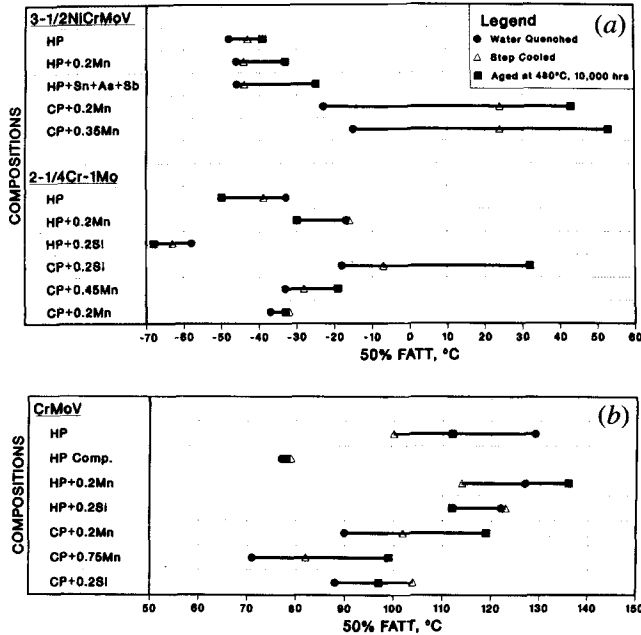 3-1/2NiCrMoV
(a)
HP
HP+0.2Mn
HP+Sn+As+Sb
CP+0.2Mn
CP+0.35Mn
2-1/4Cr-1Mo
HP
HP+0.2Mn
HP+0.2Si
CP+0.2Si
CP+0.45Mn
CP+0.2Mn
COMPOSITIONS
Legend
Water Quenched
Step Cooled
Aged at 480°C, 10,000 hrs
-70 -60 -50 -40 -30 -20 -10 0 10 20 30 40 50 60
50% FATT, °C
CrMoV
(b)
HP
HP Comp.
HP+0.2Mn
HP+0.2Si
CP+0.2Mn
CP+0.75Mn
CP+0.2Si
COMPOSITIONS
50 60 70 80 90 100 110 120 130 140 150
50% FATT, °C